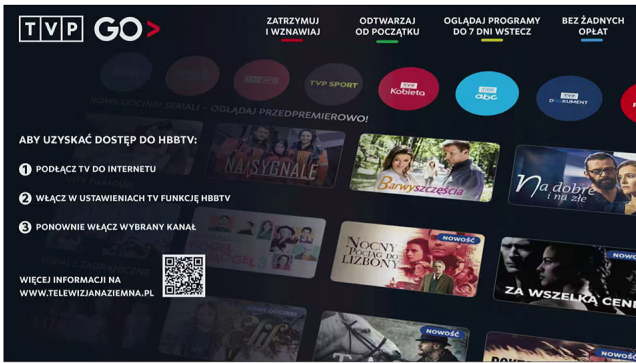 TVP GO>
ZATRZYMUJ
I WZNAWIAJ
ODTWARZAJ
OD POCZĄTKU
OGLĄDAJ PROGRAMY
DO 7 DNI WSTECZ
BEZ ŻADNYCH
OPŁAT
TVP SPORT
TVP
Kobieta
TVP
abc
TVP
DOKUMENT
NOWE ODCINKI SERIALI – OGLĄDAJ PRZEDPREMIEROWO!
ABY UZYSKAĆ DOSTĘP DO HBBTV:
1 PODŁĄCZ TV DO INTERNETU
2 WŁĄCZ W USTAWIENIACH TV FUNKCJĘ HBBTV
3 PONOWNIE WŁĄCZ WYBRANY KANAŁ
NA SYGNALE
Barwy szczęścia
Na dobre
i na złe
NOWOŚĆ
NOCNY
POCIĄG DO
LIZBONY
NOWOŚĆ
ZA WSZELKĄ CEN
WIĘCEJ INFORMACJI NA
WWW.TELEWIZJANAZIEMNA.PL
NOWOŚĆ